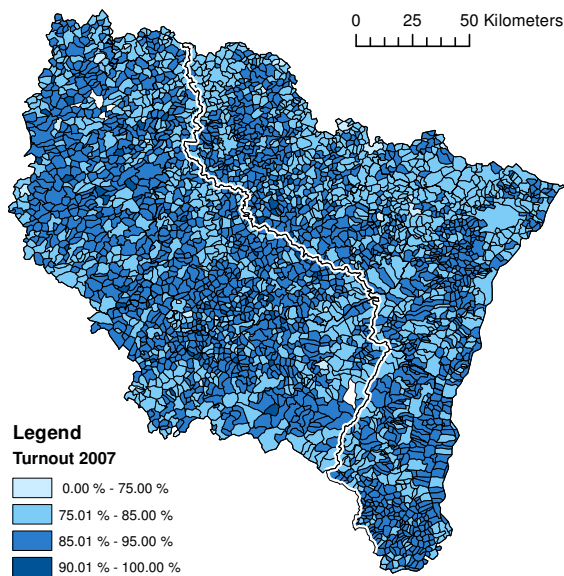 0 25 50 Kilometers
Legend
Turnout 2007
0.00 % - 75.00 %
75.01 % - 85.00 %
85.01 % - 95.00 %
90.01 % - 100.00 %